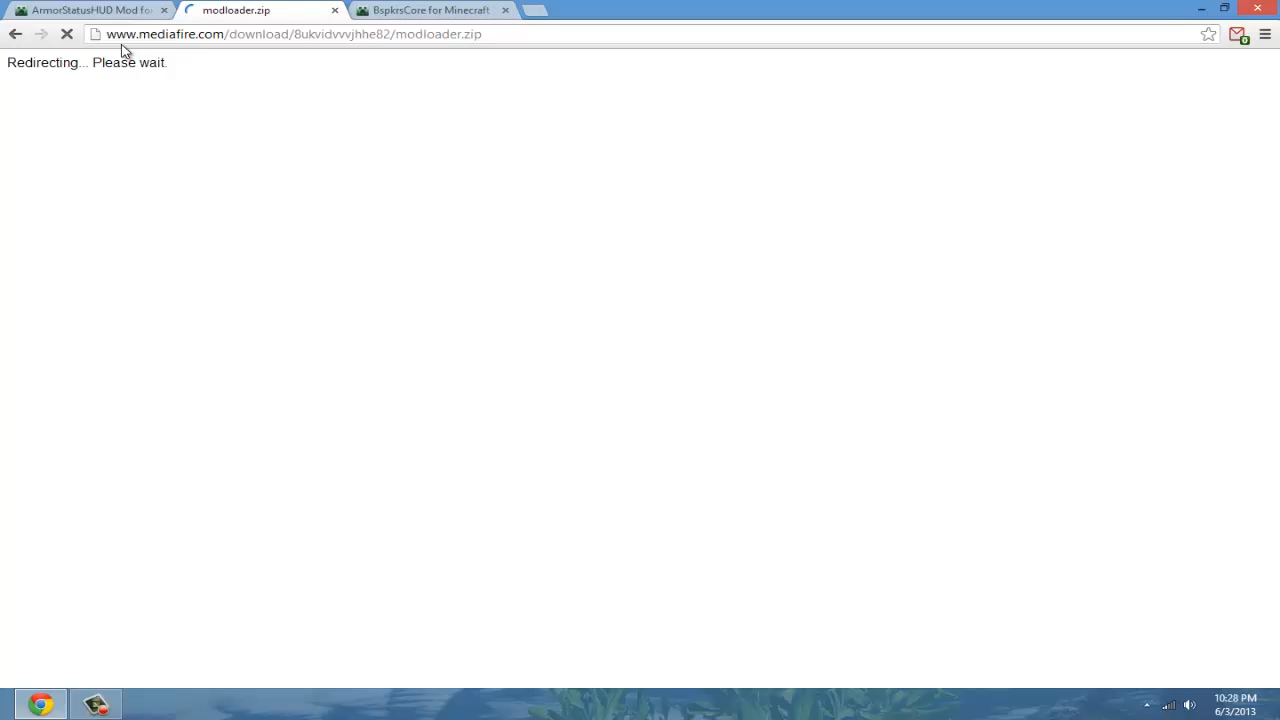 ArmorStatusHUD Mod fo
modloader.zip
BspkrsCore for Minecraft
www.mediafire.com/download/8ukvidvvvjhhe82/modloader.zip
0
Redirecting... Please wait.
10:28 PM
6/3/2013